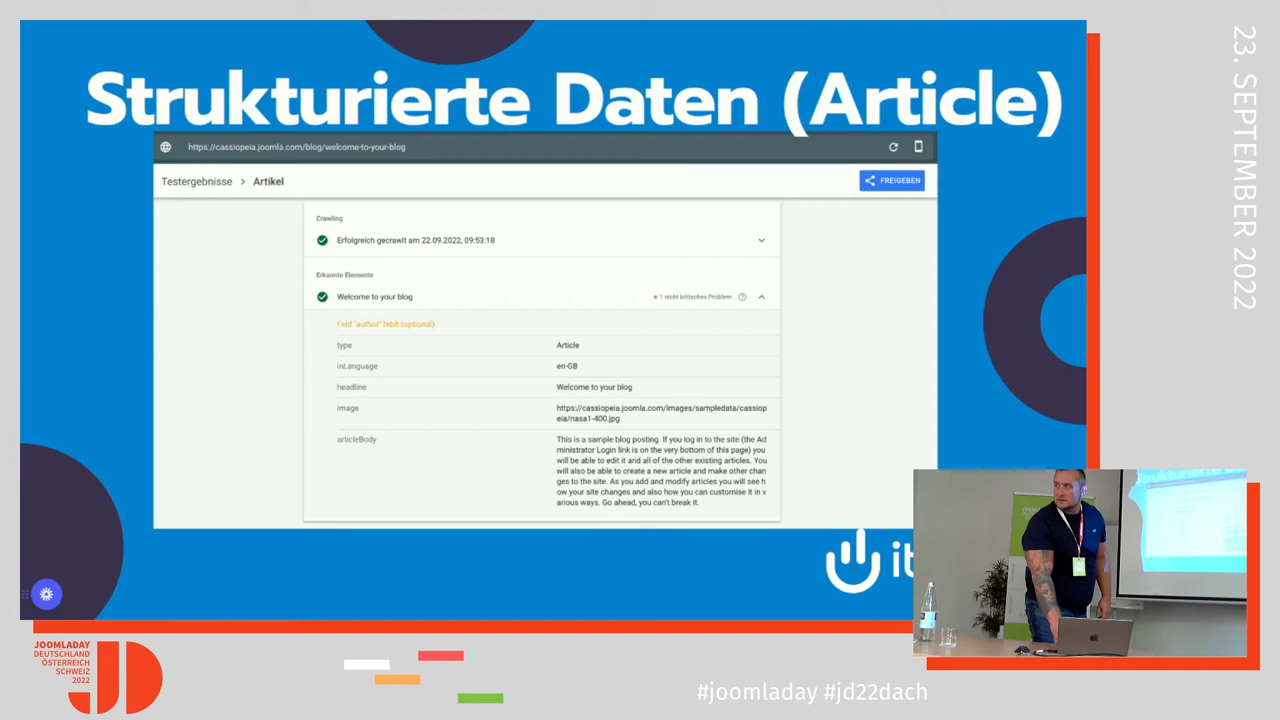 Strukturierte Daten (Article)
https://cassiopeia.joomla.com/blog/welcome-to-your-blog
Testergebnisse > Artikel
FREIGEBEN
Crawling
Erfolgreich gecrawlt am 22.09.2022, 09:53:18
Erkannte Elemente
Welcome to your blog
1 nicht kritisches Problem
Feld "author" fehlt (optional)
type
Article
inLanguage
en-GB
headline
Welcome to your blog
image
https://cassiopeia.joomla.com/images/sampledata/cassiop
eia/nasa1-400.jpg
articleBody
This is a sample blog posting. If you log in to the site (the Ad
ministrator Login link is on the very bottom of this page) you
will be able to edit it and all of the other existing articles. You
will also be able to create a new article and make other chan
ges to the site. As you add and modify articles you will see h
ow your site changes and also how you can customise it in v
arious ways. Go ahead, you can't break it.
23. SEPTEMBER 2022
JOOMLADAY
DEUTSCHLAND
ÖSTERREICH
SCHWEIZ
2022
JD
#joomladay #jd22dach